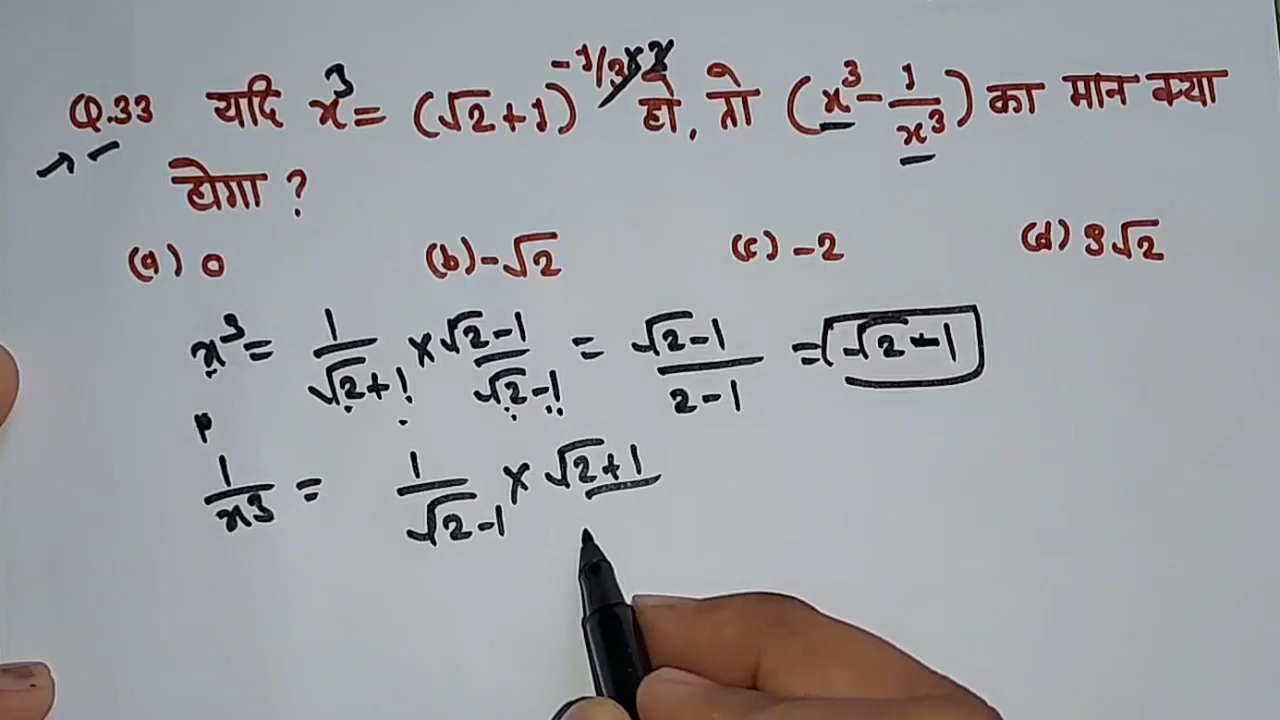 Q.33 यदि x³ = (√2+1)^-1/3×3 हो, तो (x³ - 1/x³) का मान क्या
होगा ?
(a) 0 (b) -√2 (c) -2 (d) 3√2
x³ = 1/√2+1 × √2-1/√2-1 = √2-1/2-1 = √2-1
p
1/x3 = 1/√2-1 × √2+1